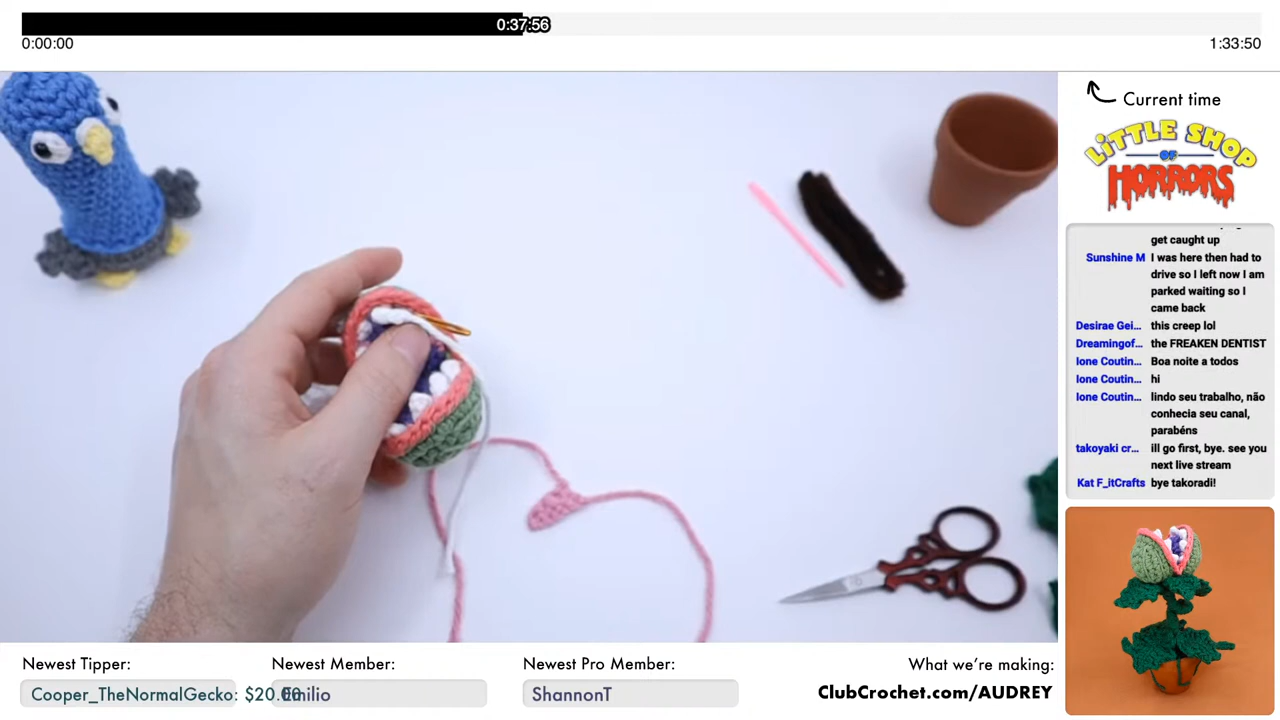 0:37:56
0:00:00
1:33:50
Current time
LiTTLE SHOP
OF
HORRORS
get caught up
Sunshine M I was here then had to
drive so I left now I am
parked waiting so I
came back
Desirae Gei... this creep lol
Dreamingof... the FREAKEN DENTIST
Ione Coutin... Boa noite a todos
Ione Coutin... hi
Ione Coutin... lindo seu trabalho, não
conhecia seu canal,
parabéns
takoyaki cr... ill go first, bye. see you
next live stream
Kat F_itCrafts bye takoradi!
Newest Tipper:
Cooper_TheNormalGecko: $20.00
Newest Member:
Emilio
Newest Pro Member:
ShannonT
What we're making:
ClubCrochet.com/AUDREY